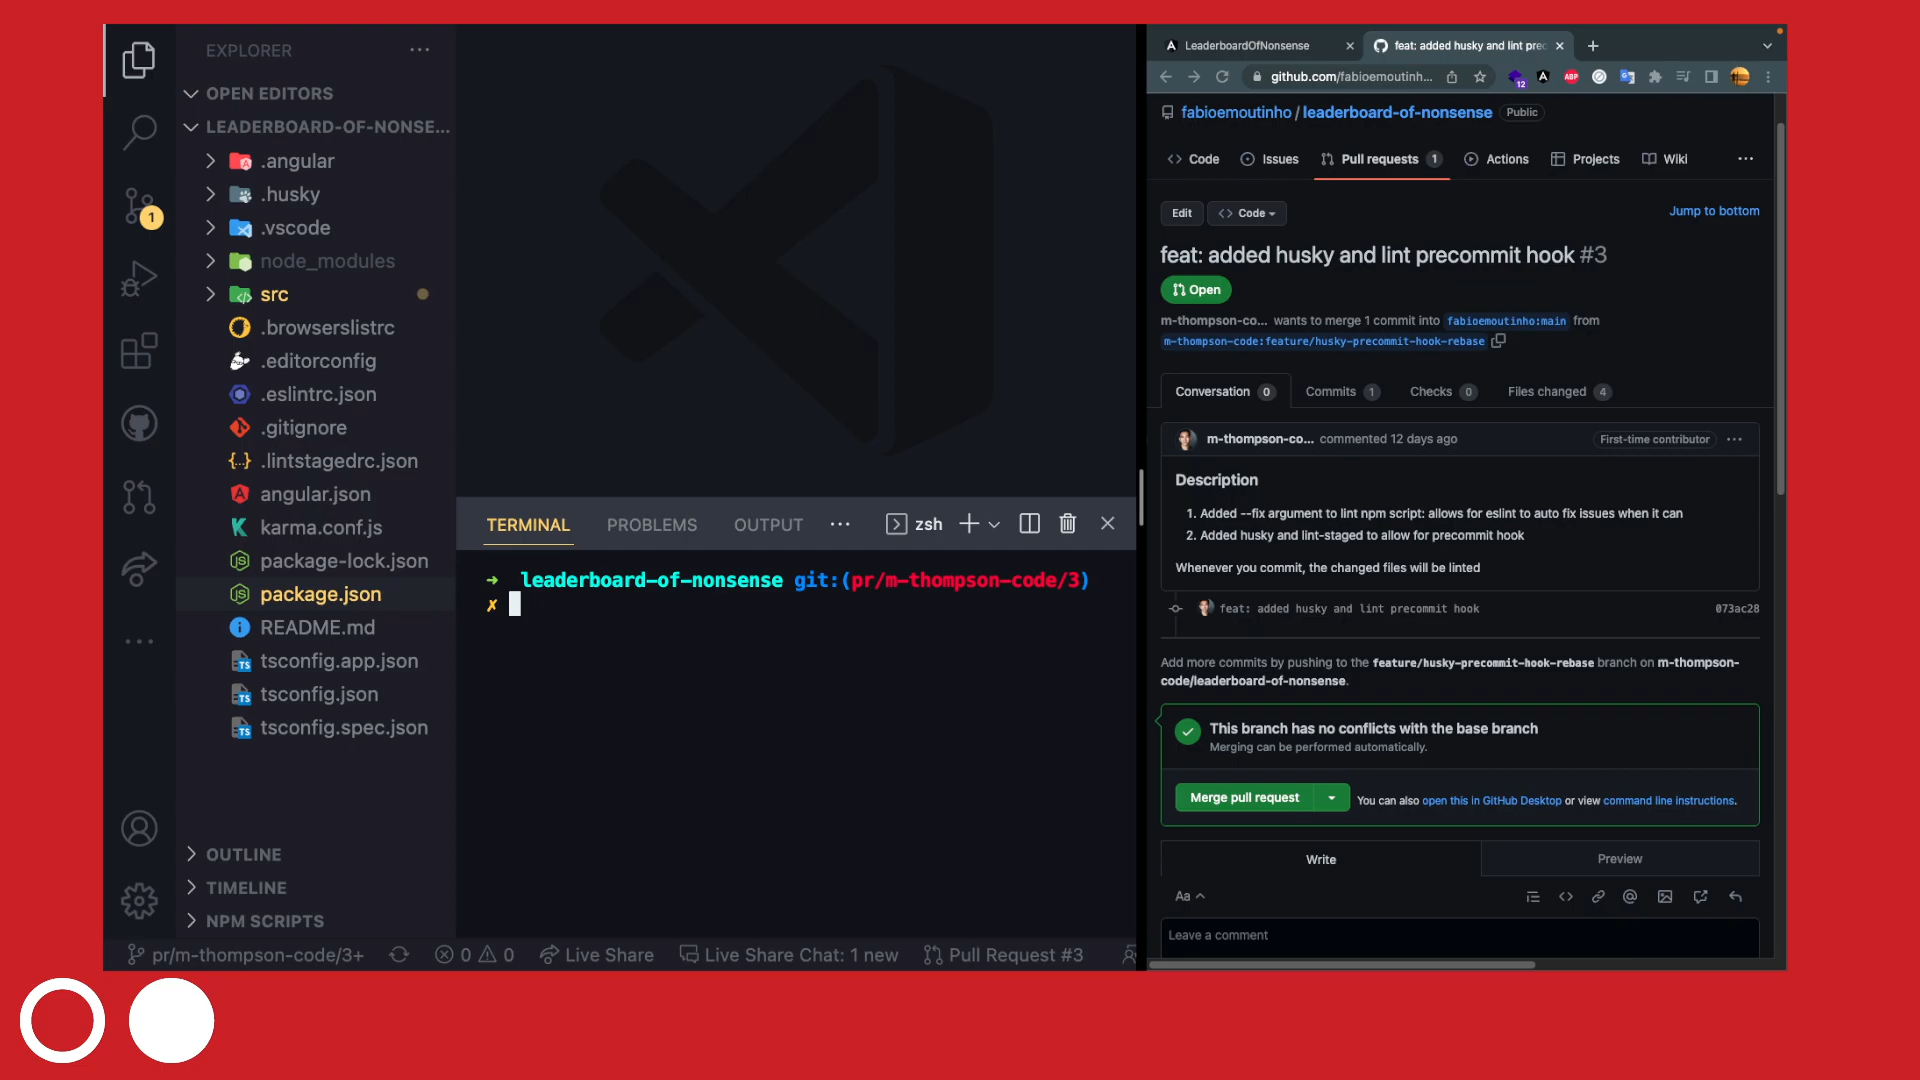 EXPLORER
OPEN EDITORS
LEADERBOARD-OF-NONSE...
.angular
.husky
.vscode
node_modules
src
.browserslistrc
.editorconfig
.eslintrc.json
.gitignore
.lintstagedrc.json
angular.json
karma.conf.js
package-lock.json
package.json
README.md
tsconfig.app.json
tsconfig.json
tsconfig.spec.json
OUTLINE
TIMELINE
NPM SCRIPTS
1
TERMINAL PROBLEMS OUTPUT ... zsh
→ leaderboard-of-nonsense git:(pr/m-thompson-code/3)
✗
pr/m-thompson-code/3+ 0 0 Live Share Live Share Chat: 1 new Pull Request #3
LeaderboardOfNonsense feat: added husky and lint prec
github.com/fabioemoutinh... 12 ABP
fabioemoutinho / leaderboard-of-nonsense Public
Code Issues Pull requests 1 Actions Projects Wiki ...
Edit Code Jump to bottom
feat: added husky and lint precommit hook #3
Open
m-thompson-co... wants to merge 1 commit into fabioemoutinho:main from
m-thompson-code:feature/husky-precommit-hook-rebase
Conversation 0 Commits 1 Checks 0 Files changed 4
m-thompson-co... commented 12 days ago First-time contributor ...
Description
1. Added --fix argument to lint npm script: allows for eslint to auto fix issues when it can
2. Added husky and lint-staged to allow for precommit hook
Whenever you commit, the changed files will be linted
feat: added husky and lint precommit hook 073ac28
Add more commits by pushing to the feature/husky-precommit-hook-rebase branch on m-thompson-
code/leaderboard-of-nonsense.
This branch has no conflicts with the base branch
Merging can be performed automatically.
Merge pull request You can also open this in GitHub Desktop or view command line instructions.
Write Preview
Aa
Leave a comment